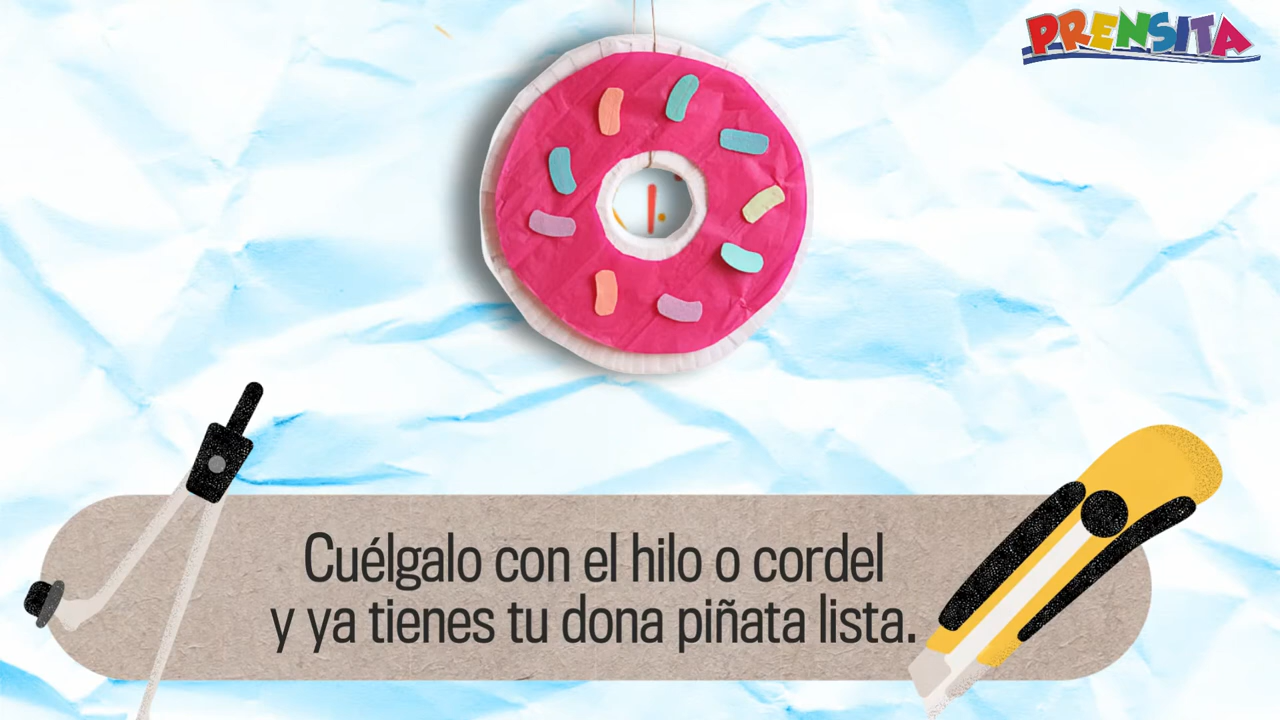 PRENSITA
Cuélgalo con el hilo o cordel
y ya tienes tu dona piñata lista.